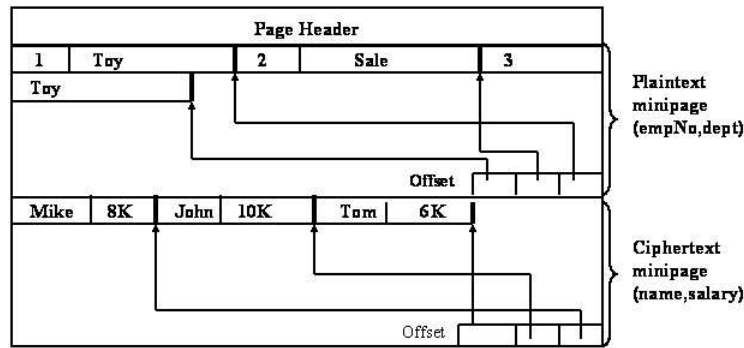 Page Header
1 Toy 2 Sale 3
Toy
Plaintext
minipage
(empNo,dept)
Offset
Mike 8K John 10K Tom 6K
Ciphertext
minipage
(name,salary)
Offset